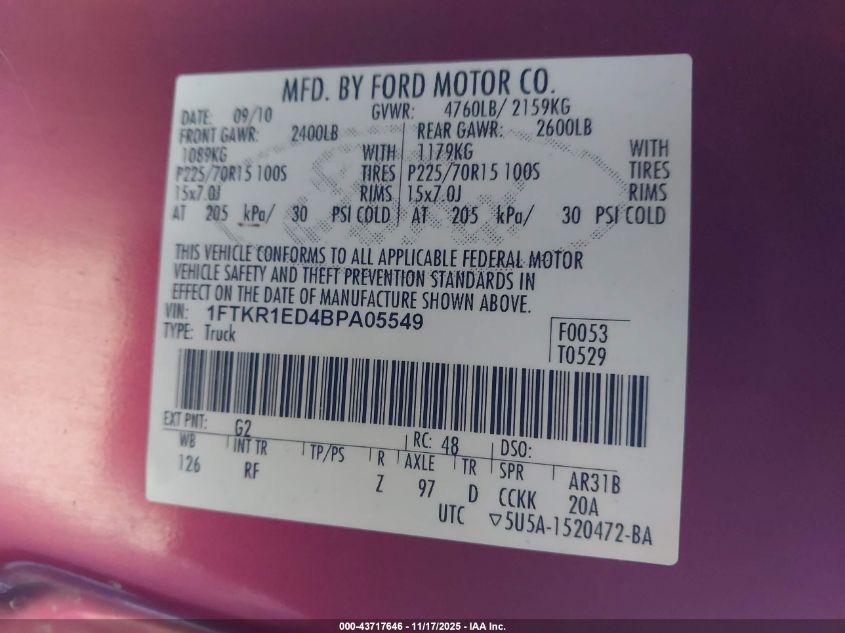 MFD. BY FORD MOTOR CO.
DATE: 09/10 GVWR: 4760LB/ 2159KG
FRONT GAWR: 2400LB REAR GAWR: 2600LB
1089KG WITH 1179KG WITH
P225/70R15 100S TIRES P225/70R15 100S TIRES
15x7.0J RIMS 15x7.0J RIMS
AT 205 kPa/ 30 PSI COLD AT 205 kPa/ 30 PSI COLD
THIS VEHICLE CONFORMS TO ALL APPLICABLE FEDERAL MOTOR
VEHICLE SAFETY AND THEFT PREVENTION STANDARDS IN
EFFECT ON THE DATE OF MANUFACTURE SHOWN ABOVE.
VIN: 1FTKR1ED4BPA05549
TYPE: Truck F0053
T0529
EXT PNT: G2 RC: 48 DSO:
WB INT TR TP/PS R AXLE TR SPR AR31B
126 RF Z 97 D CCKK 20A
UTC ▽5U5A-1520472-BA
000-43717646 - 11/17/2025 - IAA Inc.